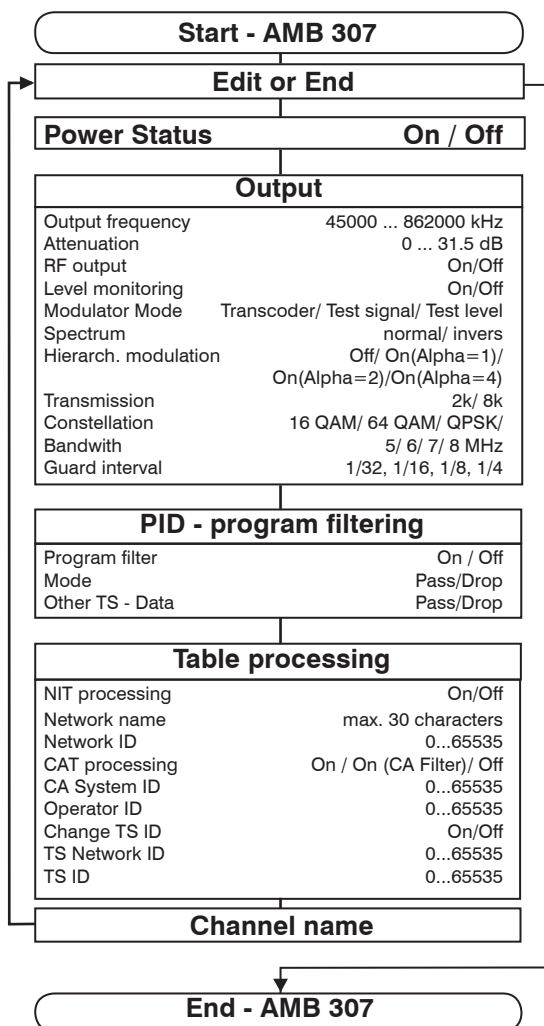 Start - AMB 307
Edit or End
Power Status On / Off
Output
Output frequency 45000 ... 862000 kHz
Attenuation 0 ... 31.5 dB
RF output On/Off
Level monitoring On/Off
Modulator Mode Transcoder/ Test signal/ Test level
Spectrum normal/ invers
Hierarch. modulation Off/ On(Alpha=1)/
On(Alpha=2)/On(Alpha=4)
Transmission 2k/ 8k
Constellation 16 QAM/ 64 QAM/ QPSK/
Bandwith 5/ 6/ 7/ 8 MHz
Guard interval 1/32, 1/16, 1/8, 1/4
PID - program filtering
Program filter On / Off
Mode Pass/Drop
Other TS - Data Pass/Drop
Table processing
NIT processing On/Off
Network name max. 30 characters
Network ID 0...65535
CAT processing On / On (CA Filter)/ Off
CA System ID 0...65535
Operator ID 0...65535
Change TS ID On/Off
TS Network ID 0...65535
TS ID 0...65535
Channel name
End - AMB 307